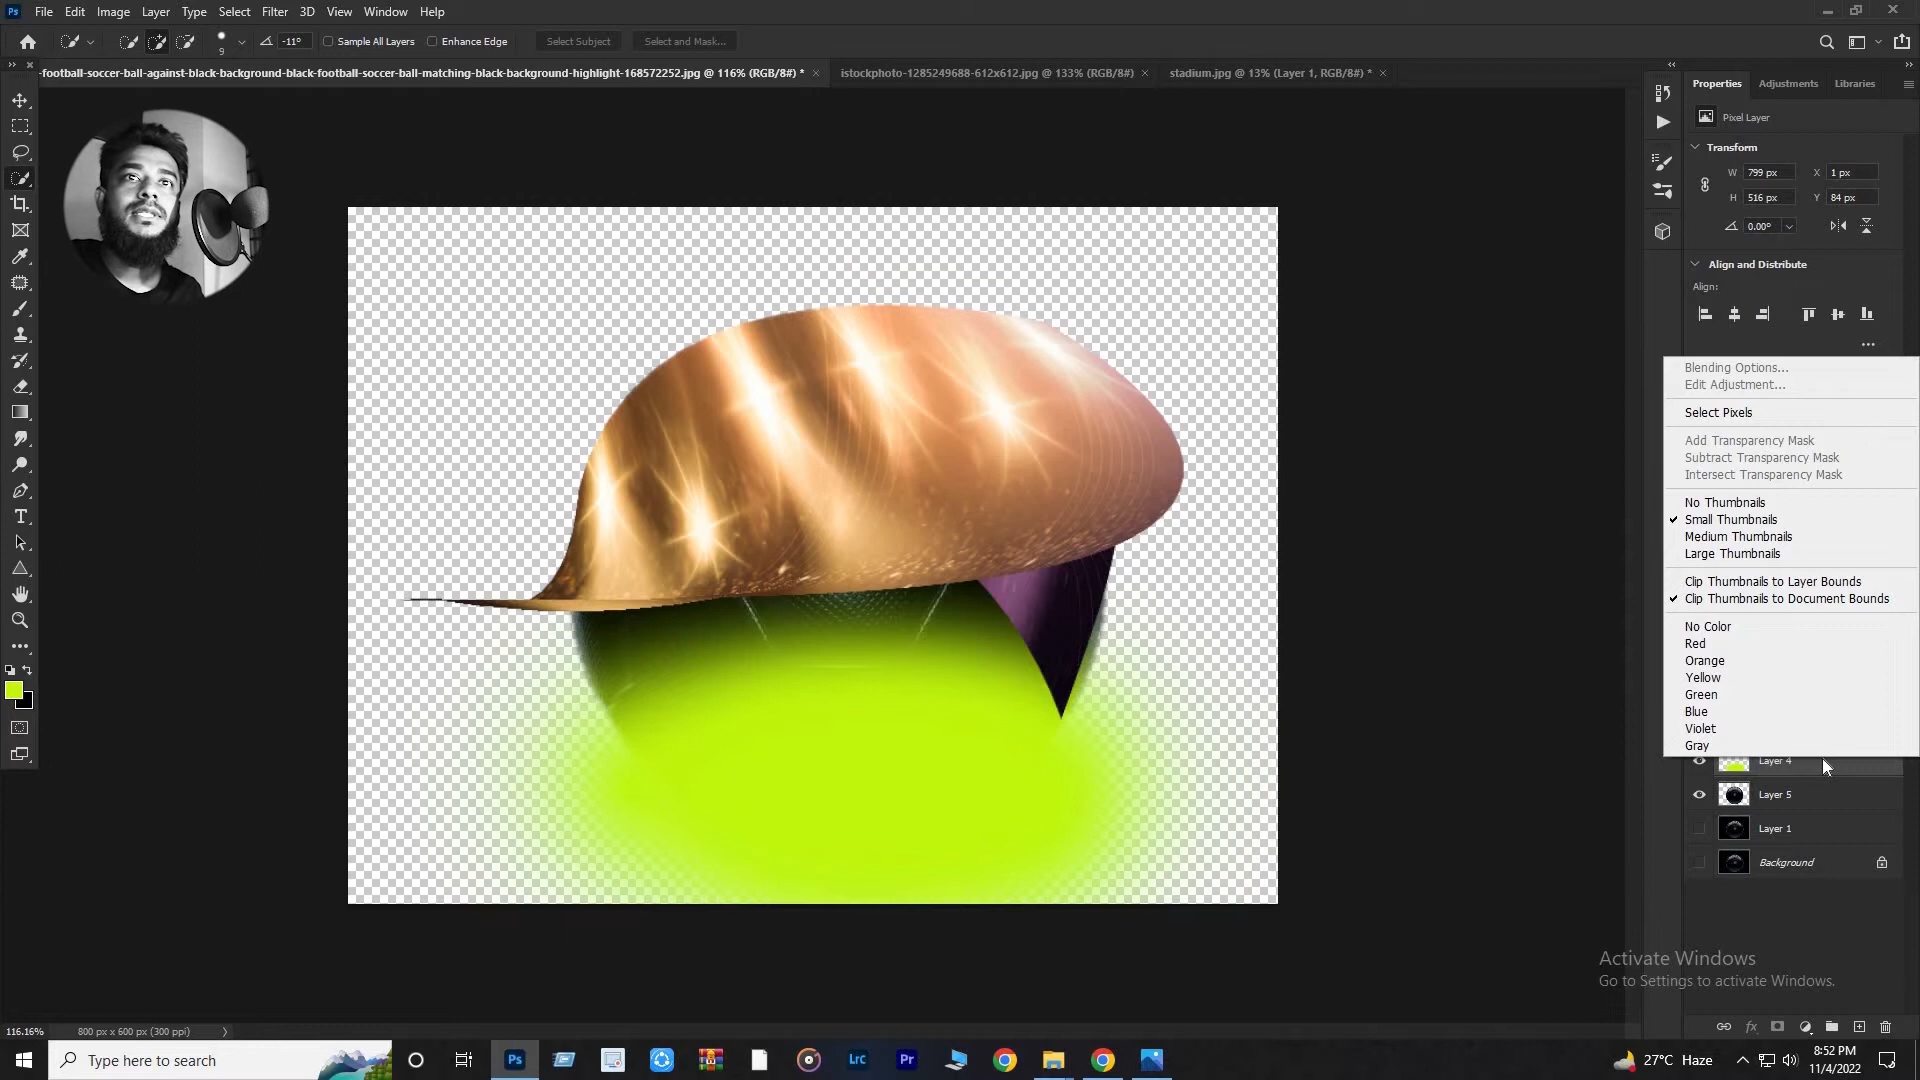 Ps File Edit Image Layer Type Select Filter 3D View Window Help
9 -11° Sample All Layers Enhance Edge Select Subject Select and Mask...
-football-soccer-ball-against-black-background-black-football-soccer-ball-matching-black-background-highlight-168572252.jpg @ 116% (RGB/8#) * istockphoto-1285249688-612x612.jpg @ 133% (RGB/8#) stadium.jpg @ 13% (Layer 1, RGB/8#) *
Properties Adjustments Libraries
Pixel Layer
Transform
W 799 px X 1 px
H 516 px Y 84 px
0.00°
Align and Distribute
Align:
Blending Options...
Edit Adjustment...
Select Pixels
Add Transparency Mask
Subtract Transparency Mask
Intersect Transparency Mask
No Thumbnails
Small Thumbnails
Medium Thumbnails
Large Thumbnails
Clip Thumbnails to Layer Bounds
Clip Thumbnails to Document Bounds
No Color
Red
Orange
Yellow
Green
Blue
Violet
Gray
Layer 4
Layer 5
Layer 1
Background
Activate Windows
Go to Settings to activate Windows.
116.16% 800 px x 600 px (300 ppi)
fx
Type here to search
Ps Lrc Pr
27°C Haze
8:52 PM
11/4/2022